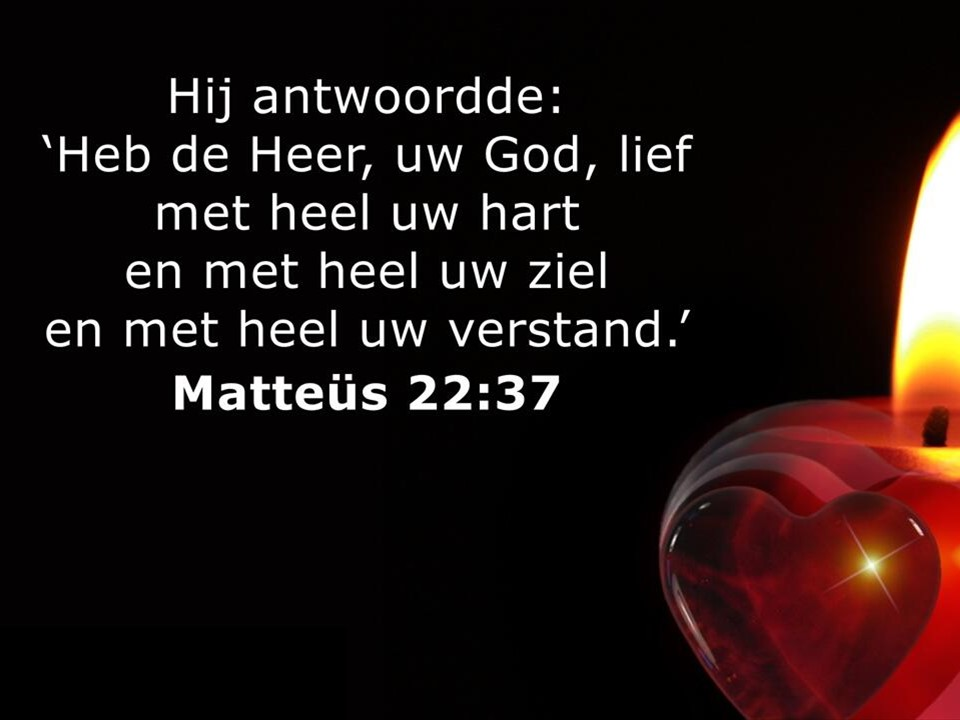 Hij antwoordde:
‘Heb de Heer, uw God, lief
met heel uw hart
en met heel uw ziel
en met heel uw verstand.’
Matteüs 22:37